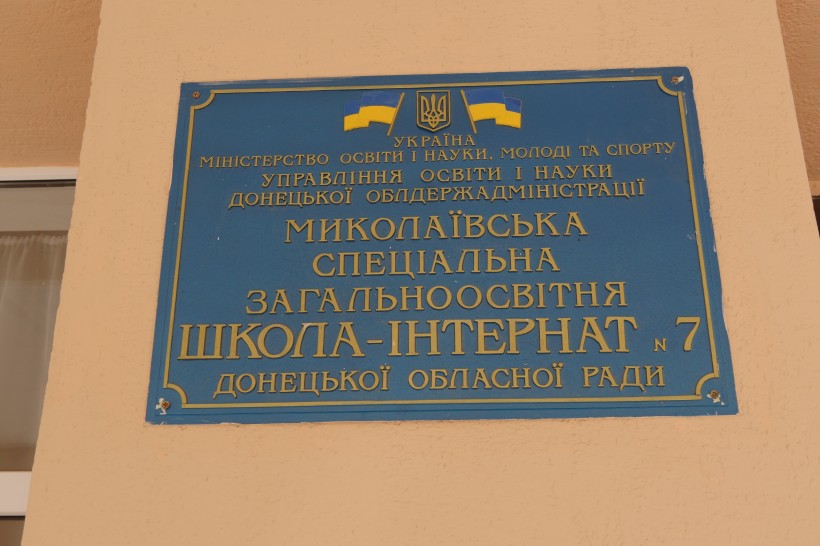 УКРАЇНА
МІНІСТЕРСТВО ОСВІТИ І НАУКИ, МОЛОДІ ТА СПОРТУ
УПРАВЛІННЯ ОСВІТИ І НАУКИ
ДОНЕЦЬКОЇ ОБЛДЕРЖАДМІНІСТРАЦІЇ
МИКОЛАЇВСЬКА
СПЕЦІАЛЬНА
ЗАГАЛЬНООСВІТНЯ
ШКОЛА-ІНТЕРНАТ N 7
ДОНЕЦЬКОЇ ОБЛАСНОЇ РАДИ